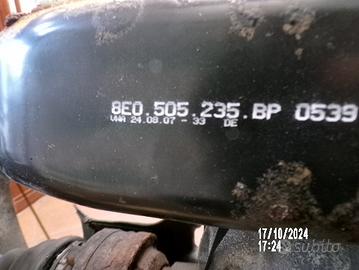 8E0.505.235.BP 0539
VWA 24.08.07 - 33 DE
17/10/2024
17:24
subito